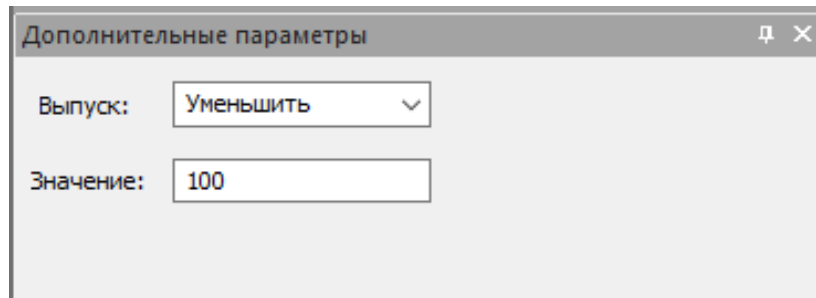 Дополнительные параметры
Выпуск: Уменьшить
Значение: 100